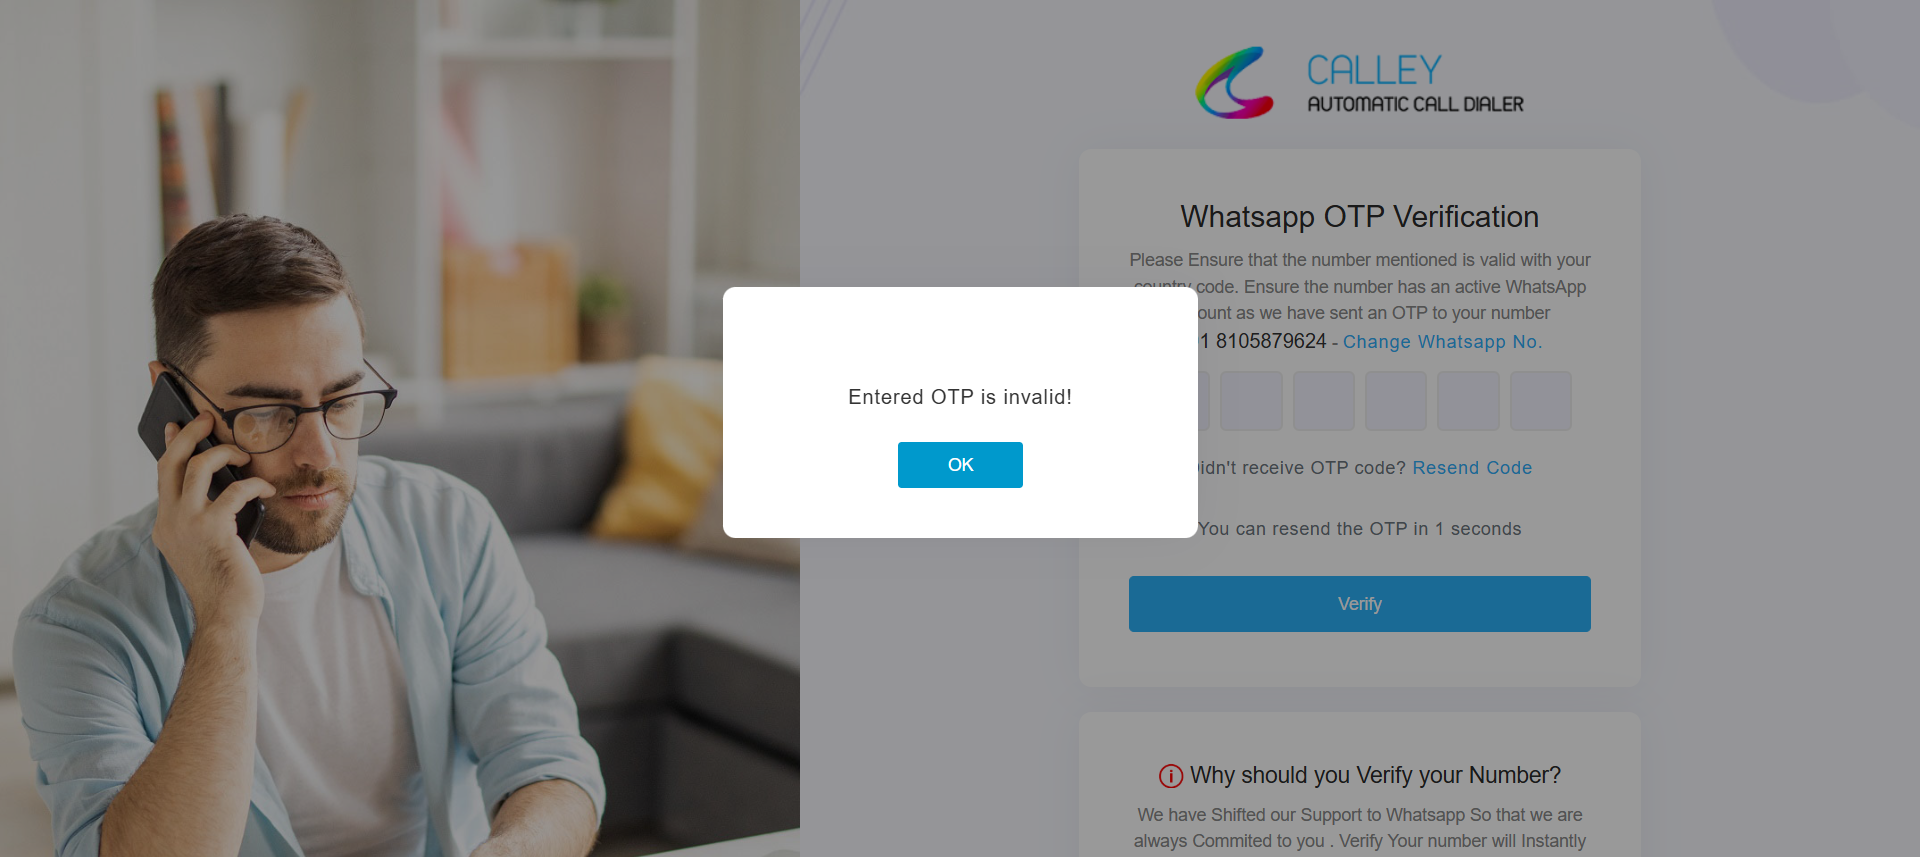 CALLEY
AUTOMATIC CALL DIALER
Whatsapp OTP Verification
Please Ensure that the number mentioned is valid with your
country code. Ensure the number has an active WhatsApp
ount as we have sent an OTP to your number
1 8105879624 - Change Whatsapp No.
Entered OTP is invalid!
OK
idn't receive OTP code? Resend Code
You can resend the OTP in 1 seconds
Verify
Why should you Verify your Number?
We have Shifted our Support to Whatsapp So that we are
always Commited to you . Verify Your number will Instantly